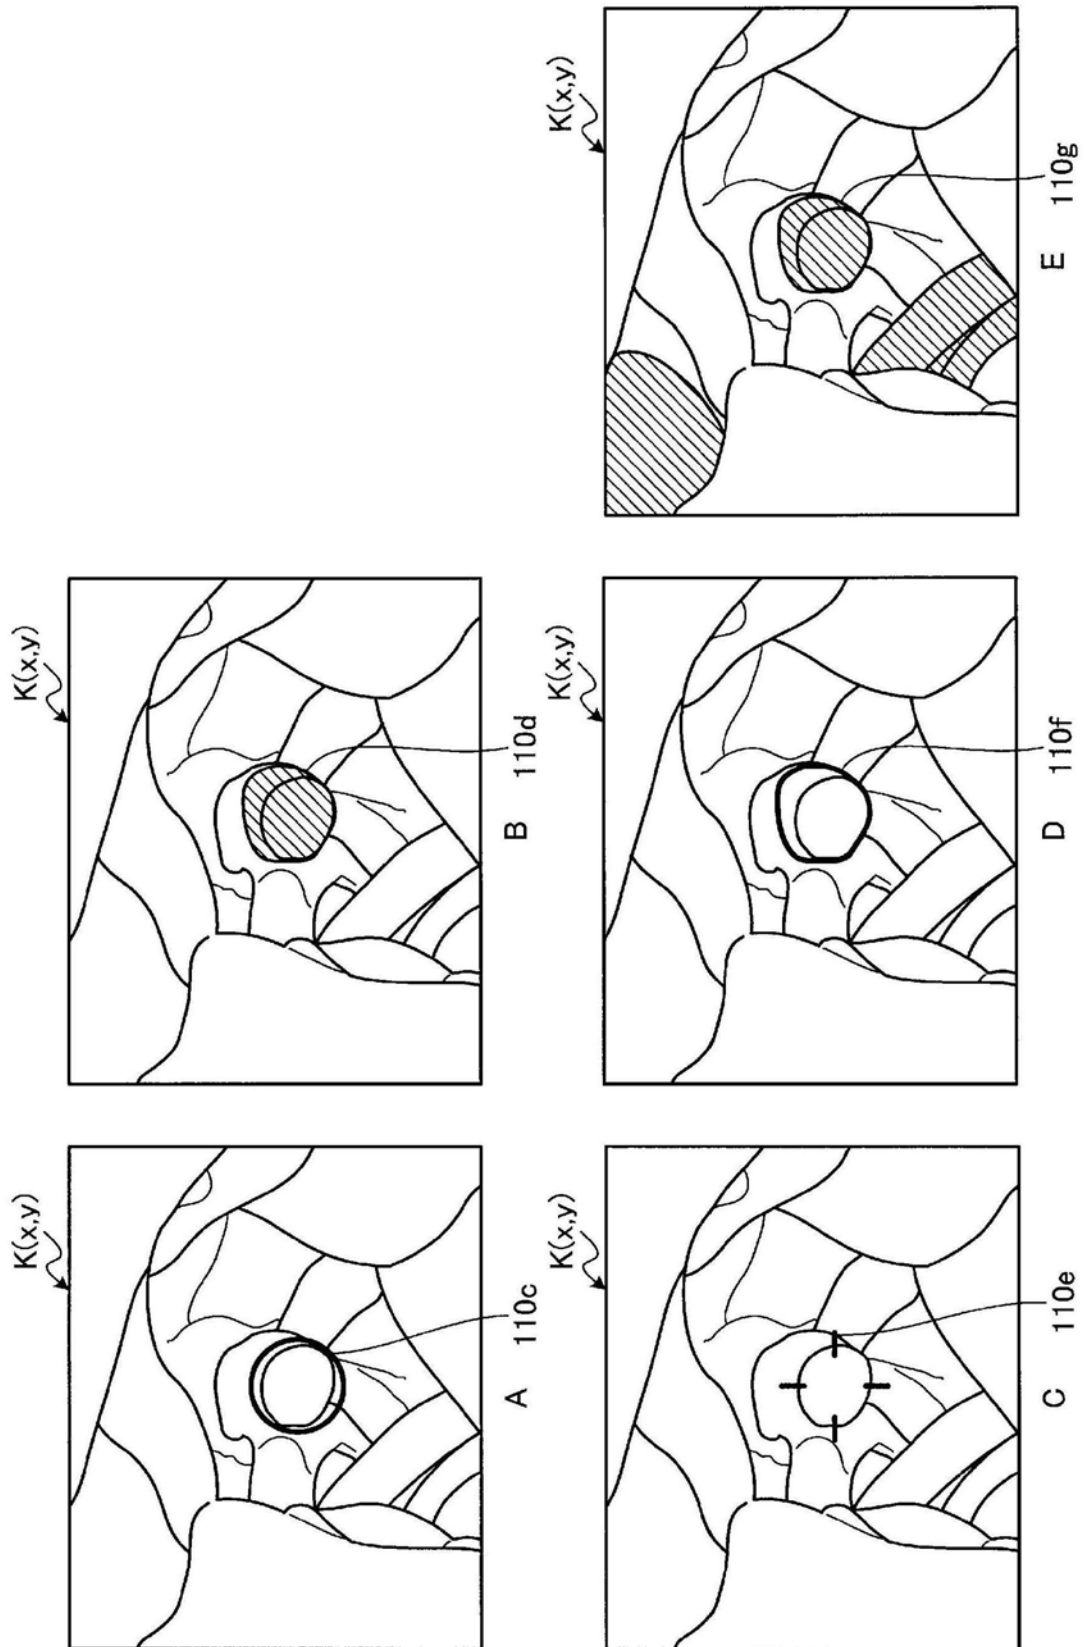 K(x,y)
110c
A
K(x,y)
110d
B
K(x,y)
110e
C
K(x,y)
110f
D
K(x,y)
110g
E